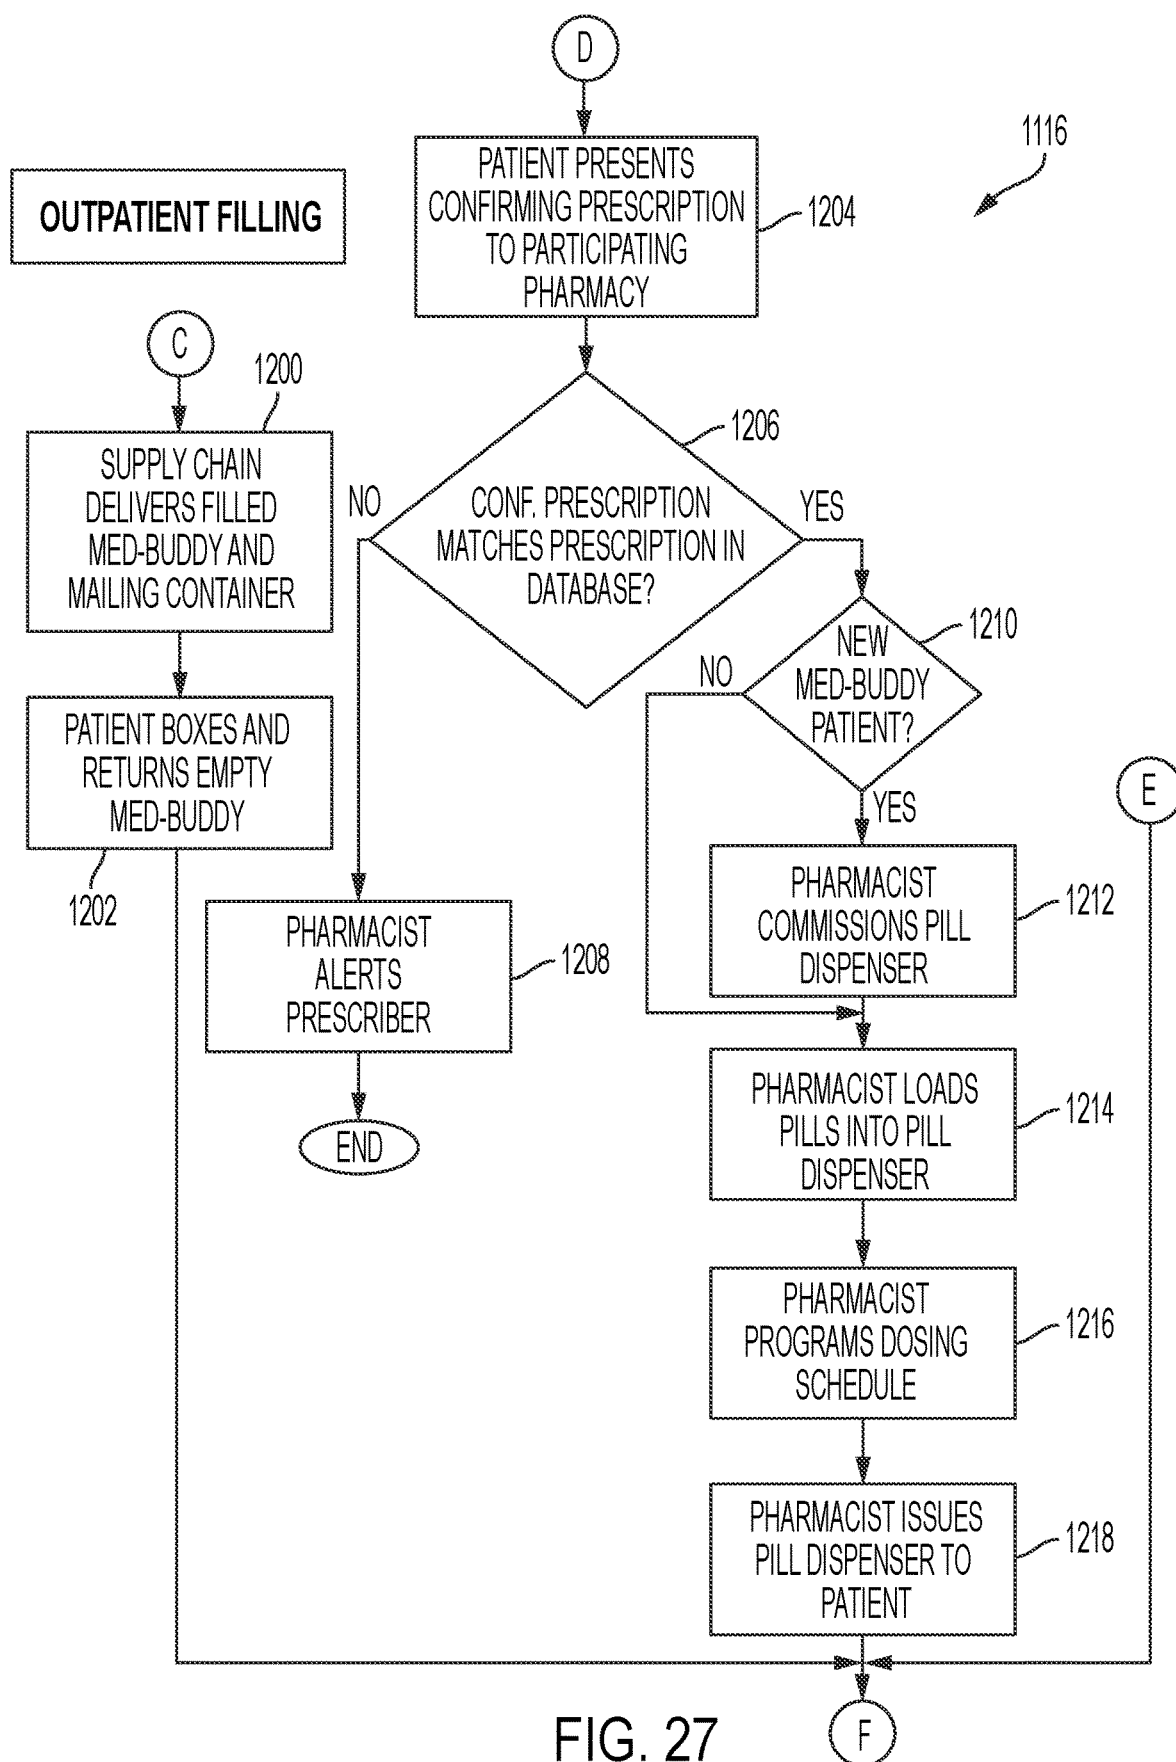 D
1116
PATIENT PRESENTS
CONFIRMING PRESCRIPTION
TO PARTICIPATING
PHARMACY
1204
OUTPATIENT FILLING
C
1200
SUPPLY CHAIN
DELIVERS FILLED
MED-BUDDY AND
MAILING CONTAINER
1206
NO
CONF. PRESCRIPTION
MATCHES PRESCRIPTION IN
DATABASE?
YES
PATIENT BOXES AND
RETURNS EMPTY
MED-BUDDY
1202
1210
NEW
MED-BUDDY
PATIENT?
NO
YES
E
PHARMACIST
ALERTS
PRESCRIBER
1208
END
PHARMACIST
COMMISSIONS PILL
DISPENSER
1212
PHARMACIST LOADS
PILLS INTO PILL
DISPENSER
1214
PHARMACIST
PROGRAMS DOSING
SCHEDULE
1216
PHARMACIST ISSUES
PILL DISPENSER TO
PATIENT
1218
F
FIG. 27